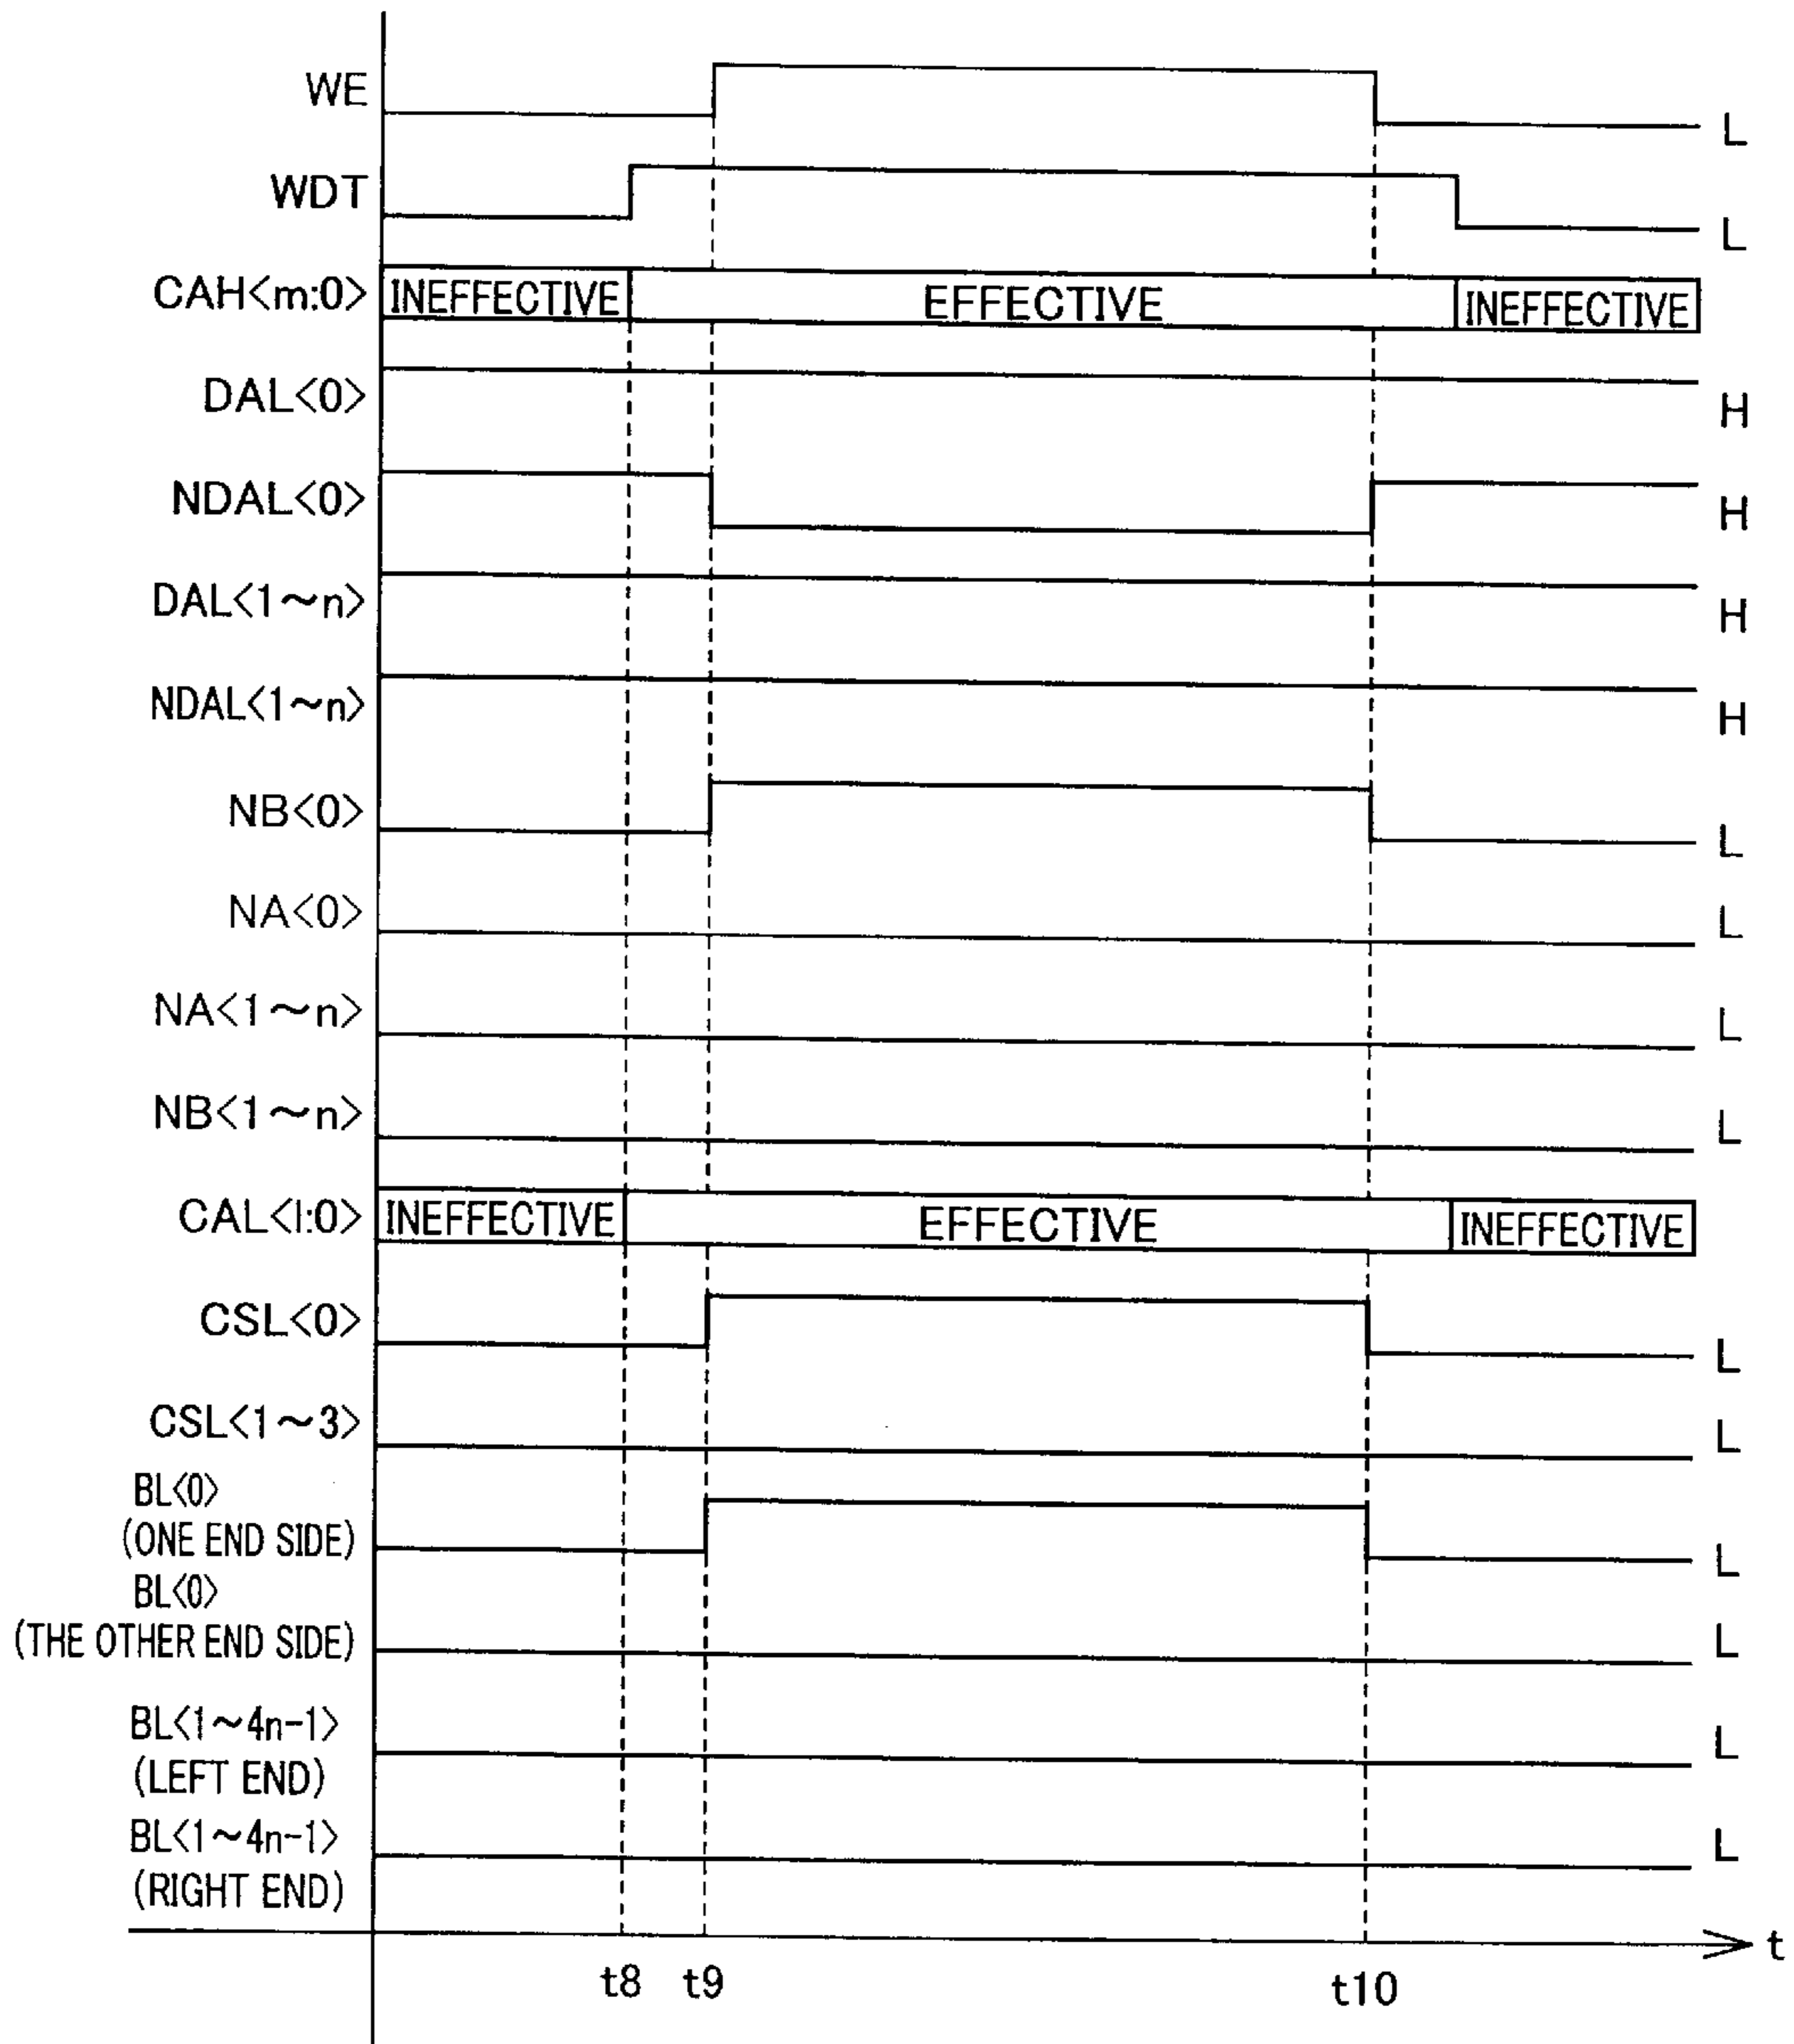 WE L
WDT L
CAH<m:0> INEFFECTIVE EFFECTIVE INEFFECTIVE
DAL<0> H
NDAL<0> H
DAL<1~n> H
NDAL<1~n> H
NB<0> L
NA<0> L
NA<1~n> L
NB<1~n> L
CAL<l:0> INEFFECTIVE EFFECTIVE INEFFECTIVE
CSL<0> L
CSL<1~3> L
BL<0>
(ONE END SIDE) L
BL<0>
(THE OTHER END SIDE) L
BL<1~4n-1>
(LEFT END) L
BL<1~4n-1>
(RIGHT END) L
t
t8 t9 t10